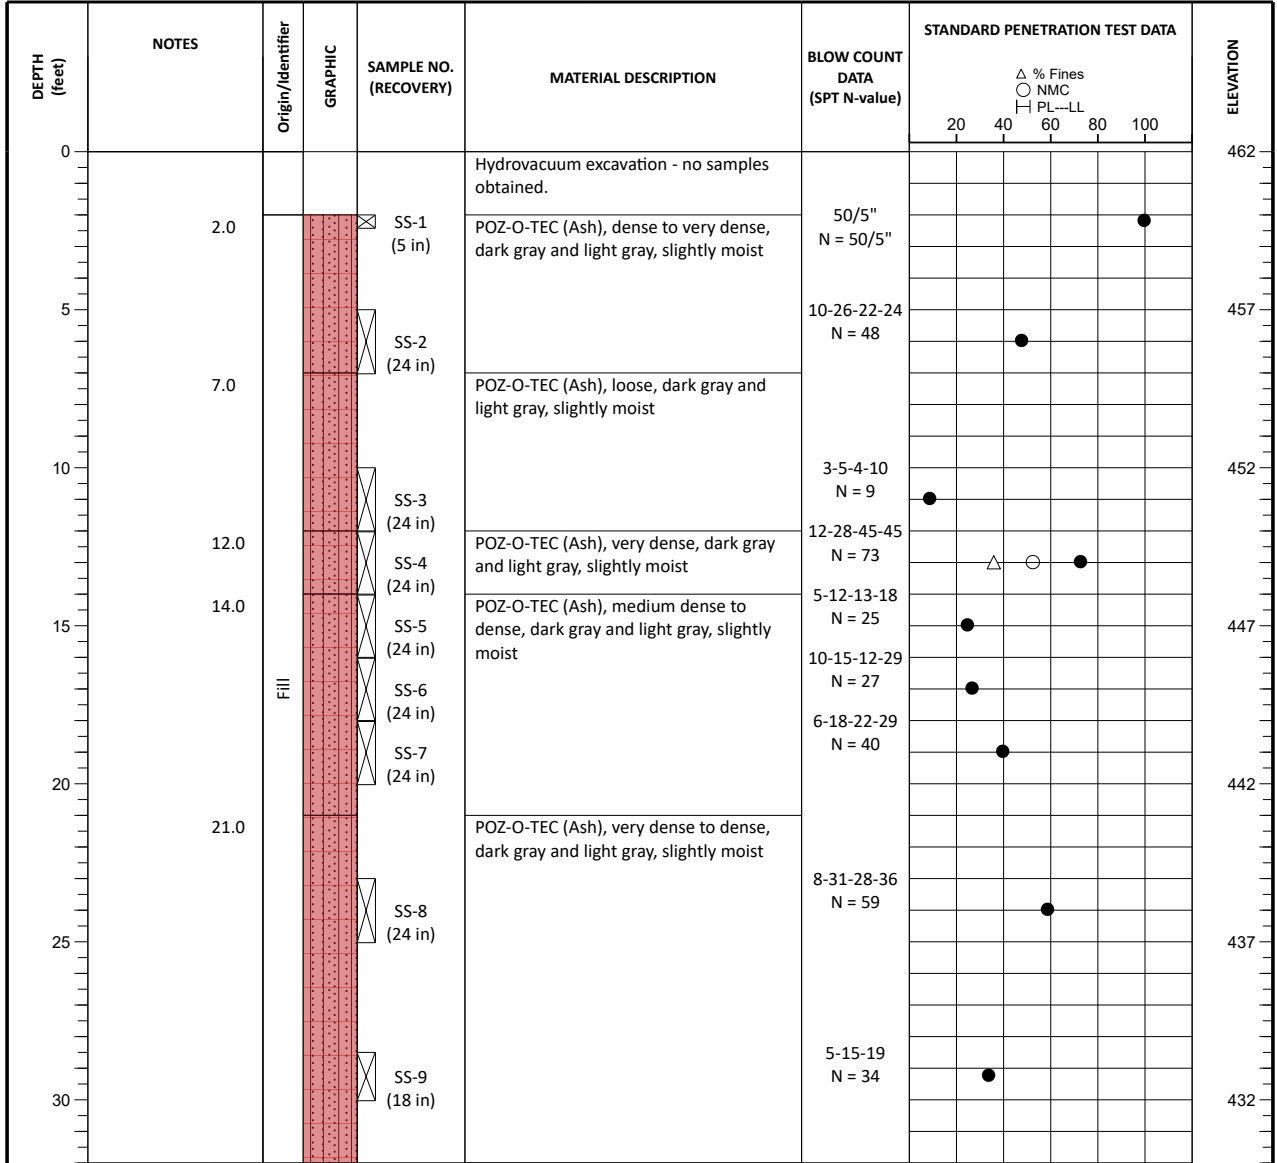 DEPTH
(feet)
NOTES
Origin/Identifier
GRAPHIC
SAMPLE NO.
(RECOVERY)
MATERIAL DESCRIPTION
BLOW COUNT
DATA
(SPT N-value)
STANDARD PENETRATION TEST DATA
% Fines
NMC
PL---LL
20 40 60 80 100
ELEVATION
0
462
Hydrovacuum excavation - no samples
obtained.
2.0
SS-1
(5 in)
POZ-O-TEC (Ash), dense to very dense,
dark gray and light gray, slightly moist
50/5"
N = 50/5"
5
457
SS-2
(24 in)
10-26-22-24
N = 48
7.0
POZ-O-TEC (Ash), loose, dark gray and
light gray, slightly moist
10
452
SS-3
(24 in)
3-5-4-10
N = 9
12.0
SS-4
(24 in)
POZ-O-TEC (Ash), very dense, dark gray
and light gray, slightly moist
12-28-45-45
N = 73
14.0
15
447
SS-5
(24 in)
POZ-O-TEC (Ash), medium dense to
dense, dark gray and light gray, slightly
moist
5-12-13-18
N = 25
Fill
SS-6
(24 in)
10-15-12-29
N = 27
SS-7
(24 in)
6-18-22-29
N = 40
20
442
21.0
POZ-O-TEC (Ash), very dense to dense,
dark gray and light gray, slightly moist
SS-8
(24 in)
8-31-28-36
N = 59
25
437
SS-9
(18 in)
5-15-19
N = 34
30
432